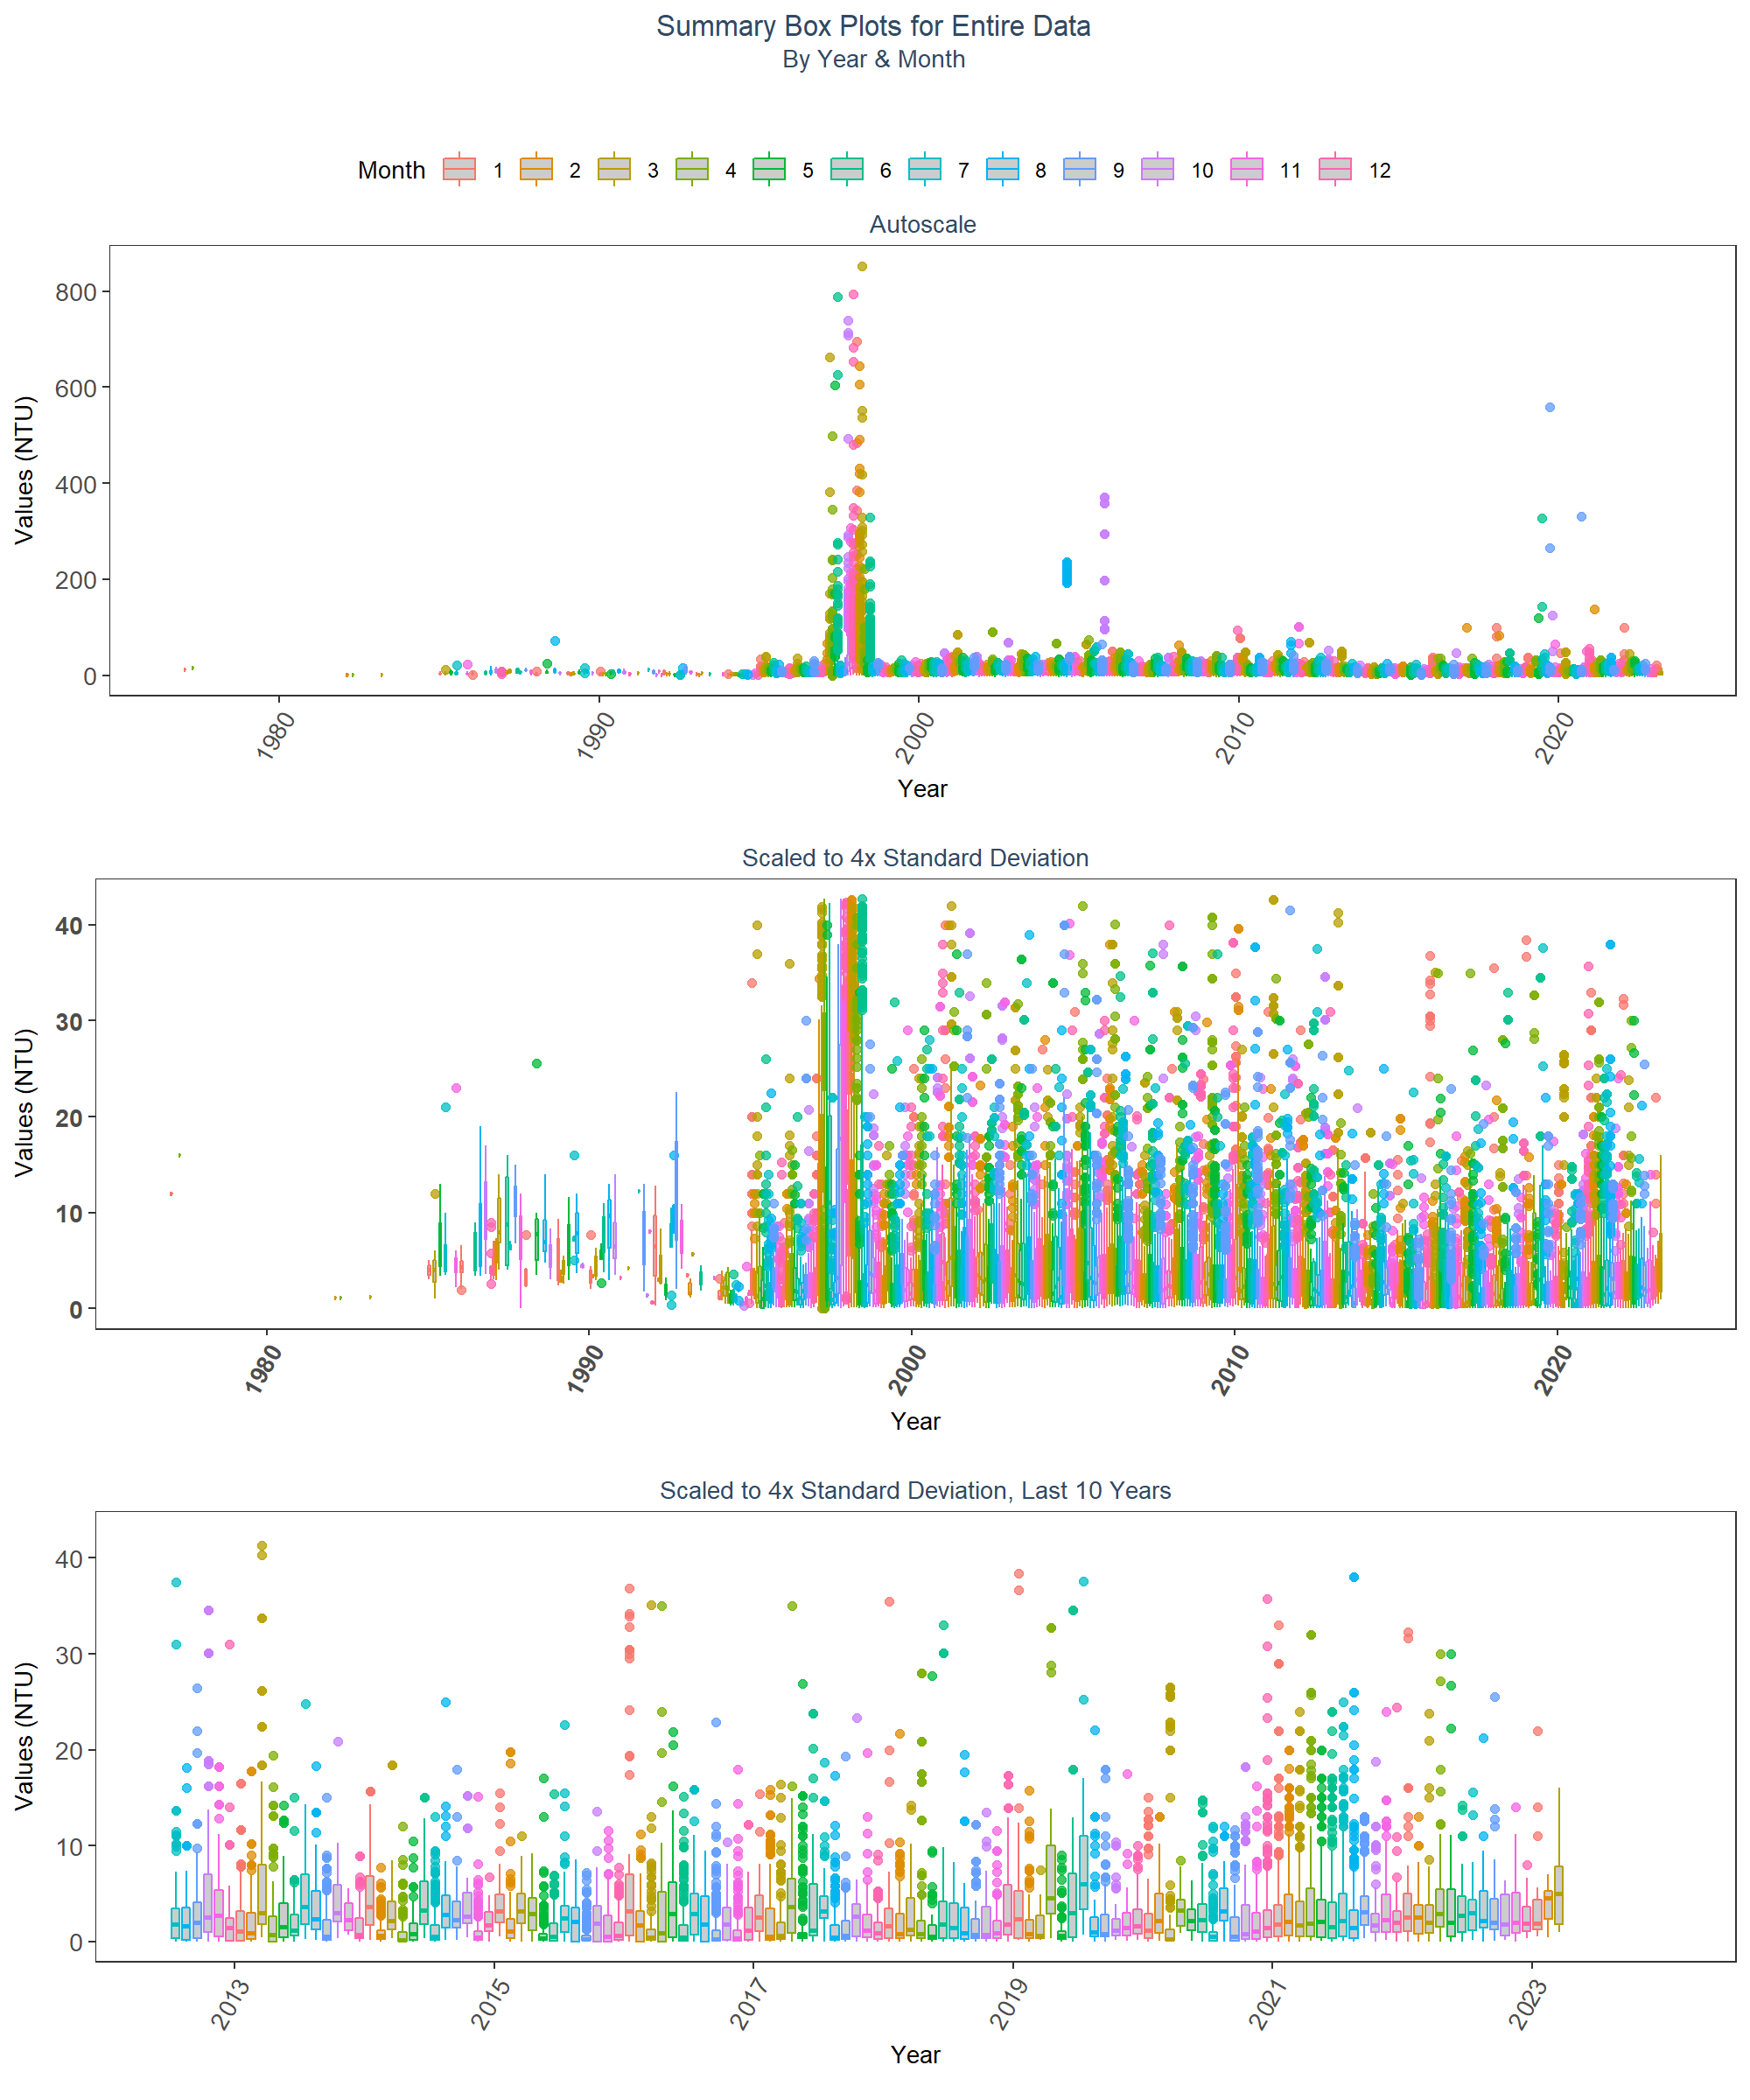 Summary Box Plots for Entire Data
By Year & Month
Month 1 2 3 4 5 6 7 8 9 10 11 12
Autoscale
Values (NTU)
800
600
400
200
0
1980 1990 2000 2010 2020
Year
Scaled to 4x Standard Deviation
Values (NTU)
40
30
20
10
0
1980 1990 2000 2010 2020
Year
Scaled to 4x Standard Deviation, Last 10 Years
Values (NTU)
40
30
20
10
0
2013 2015 2017 2019 2021 2023
Year